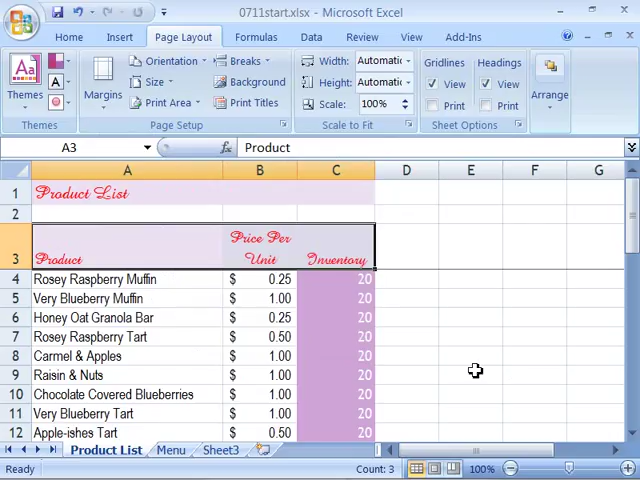 0711start.xlsx - Microsoft Excel
Home Insert Page Layout Formulas Data Review View Add-Ins
Themes
Margins
Orientation
Size
Print Area
Breaks
Background
Print Titles
Width: Automatic
Height: Automatic
Scale: 100%
Gridlines
View
Print
Headings
View
Print
Arrange
Themes Page Setup Scale to Fit Sheet Options
A3 fx Product
A B C D E F G
1 Product List
2
3 Product Price Per Unit Inventory
4 Rosey Raspberry Muffin $ 0.25 20
5 Very Blueberry Muffin $ 1.00 20
6 Honey Oat Granola Bar $ 0.25 20
7 Rosey Raspberry Tart $ 0.50 20
8 Carmel & Apples $ 1.00 20
9 Raisin & Nuts $ 1.00 20
10 Chocolate Covered Blueberries $ 1.00 20
11 Very Blueberry Tart $ 1.00 20
12 Apple-ishes Tart $ 0.50 20
Product List Menu Sheet3
Ready Count: 3 100%